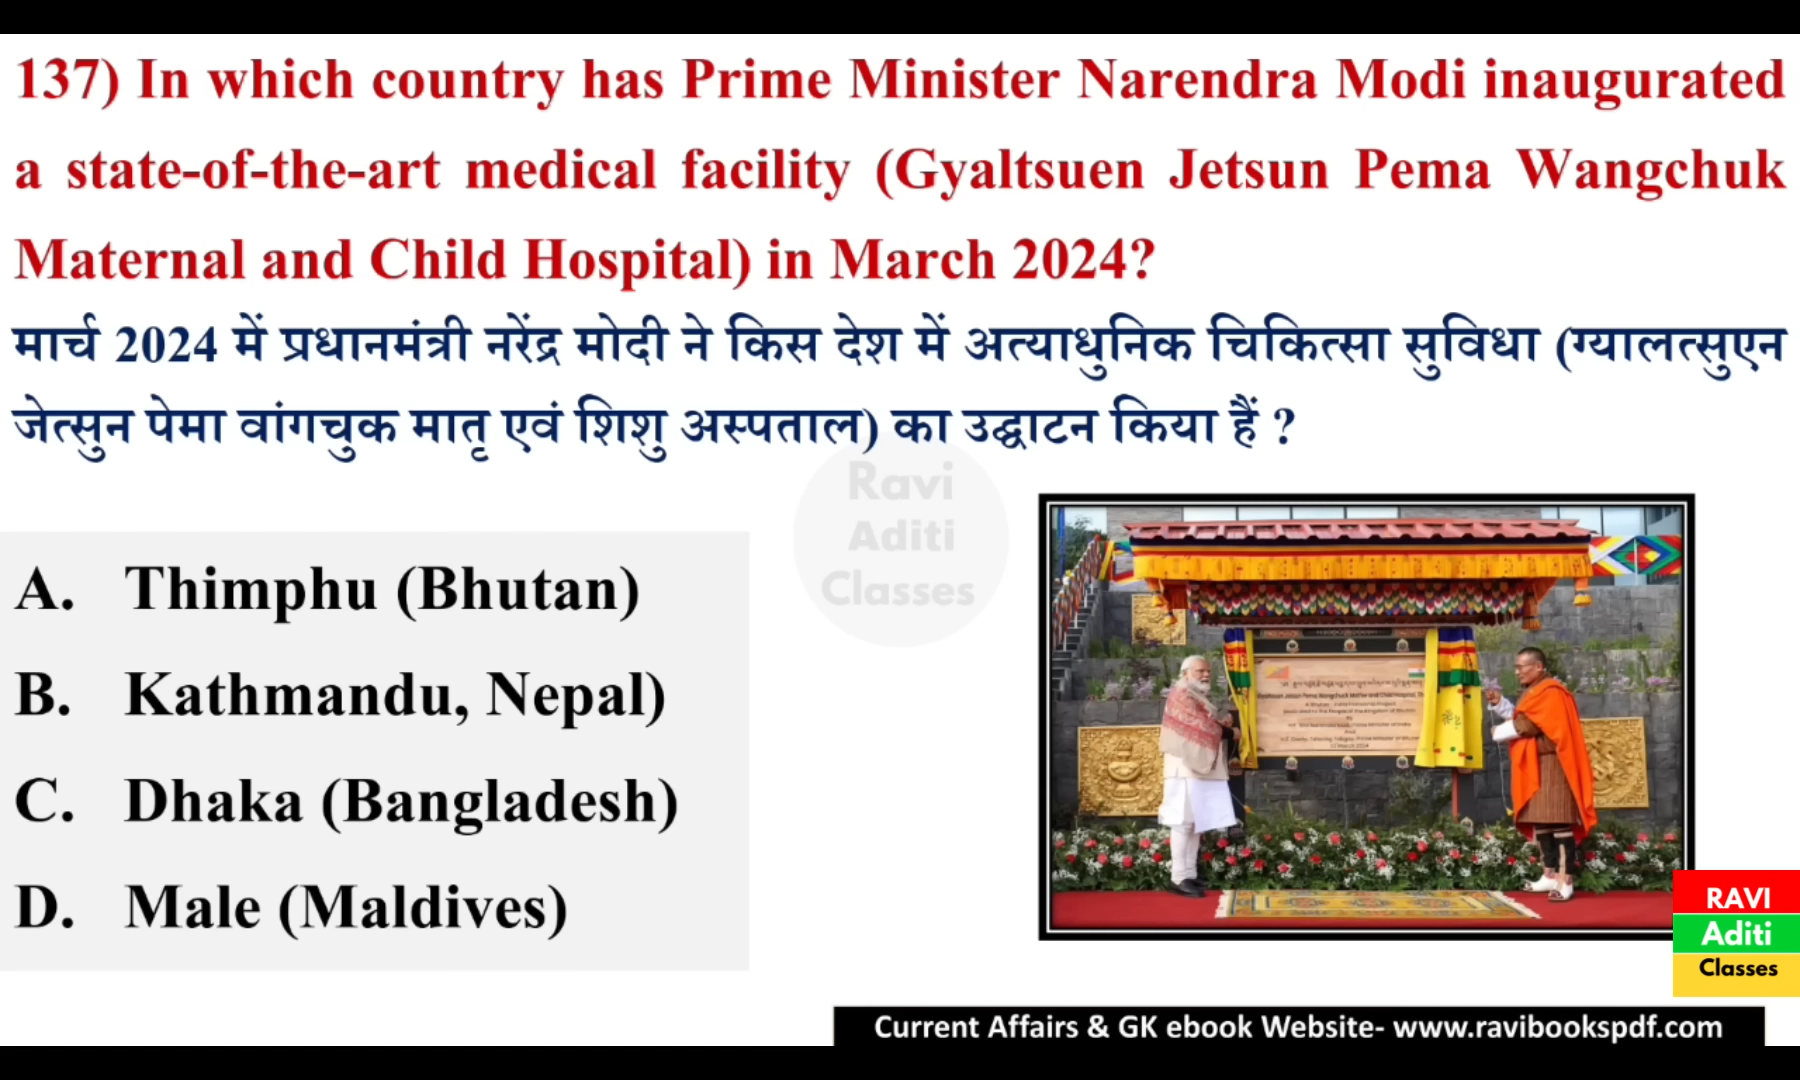 137) In which country has Prime Minister Narendra Modi inaugurated
a state-of-the-art medical facility (Gyaltsuen Jetsun Pema Wangchuk
Maternal and Child Hospital) in March 2024?
मार्च 2024 में प्रधानमंत्री नरेंद्र मोदी ने किस देश में अत्याधुनिक चिकित्सा सुविधा (ग्यालत्सुएन
जेत्सुन पेमा वांगचुक मातृ एवं शिशु अस्पताल) का उद्घाटन किया हैं ?
Ravi
Aditi
Classes
A. Thimphu (Bhutan)
B. Kathmandu, Nepal)
C. Dhaka (Bangladesh)
D. Male (Maldives)
RAVI
Aditi
Classes
Current Affairs & GK ebook Website- www.ravibookspdf.com